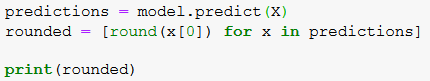 predictions = model.predict(X)
rounded = [round(x[0]) for x in predictions]
print(rounded)